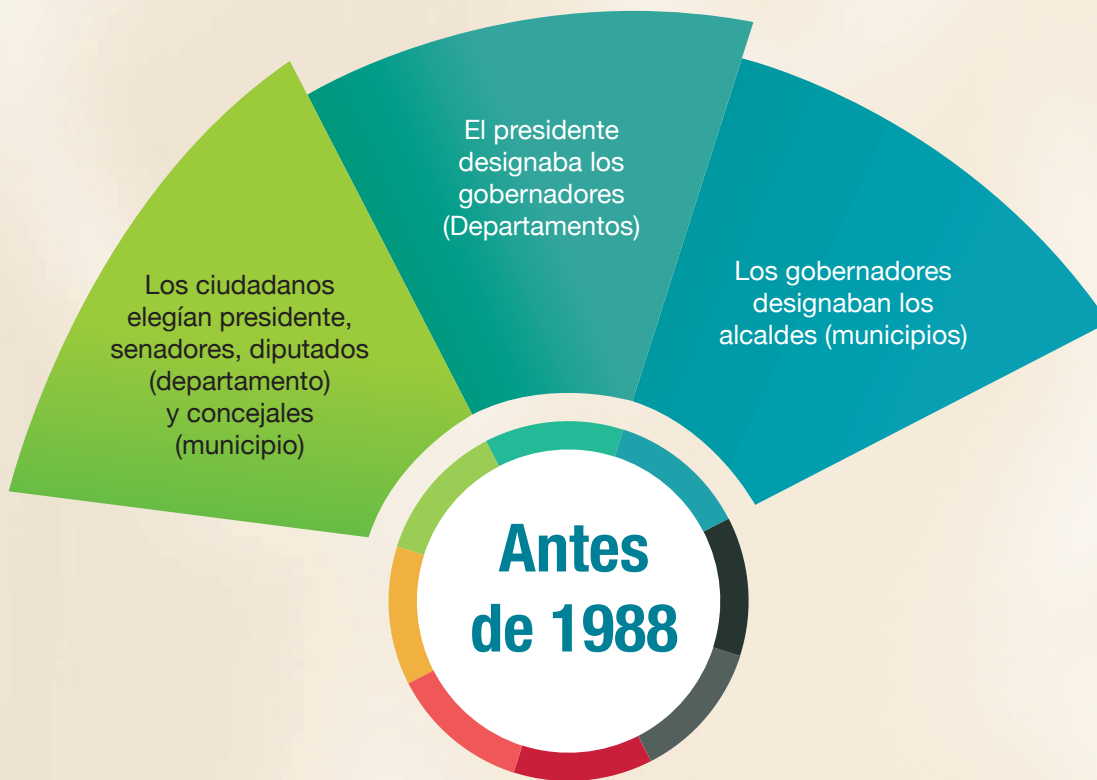 Los ciudadanos
elegían presidente,
senadores, diputados
(departamento)
y concejales
(municipio)
El presidente
designaba los
gobernadores
(Departamentos)
Los gobernadores
designaban los
alcaldes (municipios)
Antes
de 1988